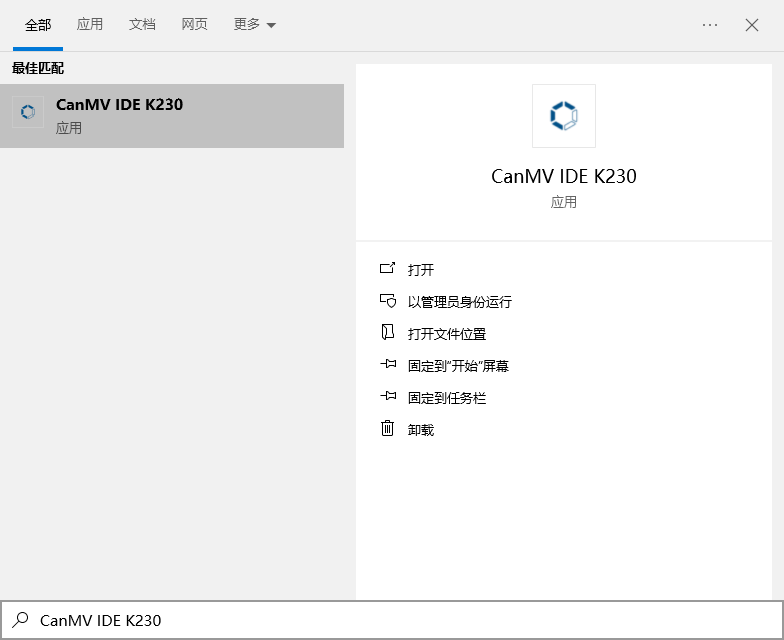 全部 应用 文档 网页 更多 ···
最佳匹配
CanMV IDE K230
应用
CanMV IDE K230
应用
打开
以管理员身份运行
打开文件位置
固定到"开始"屏幕
固定到任务栏
卸载
CanMV IDE K230